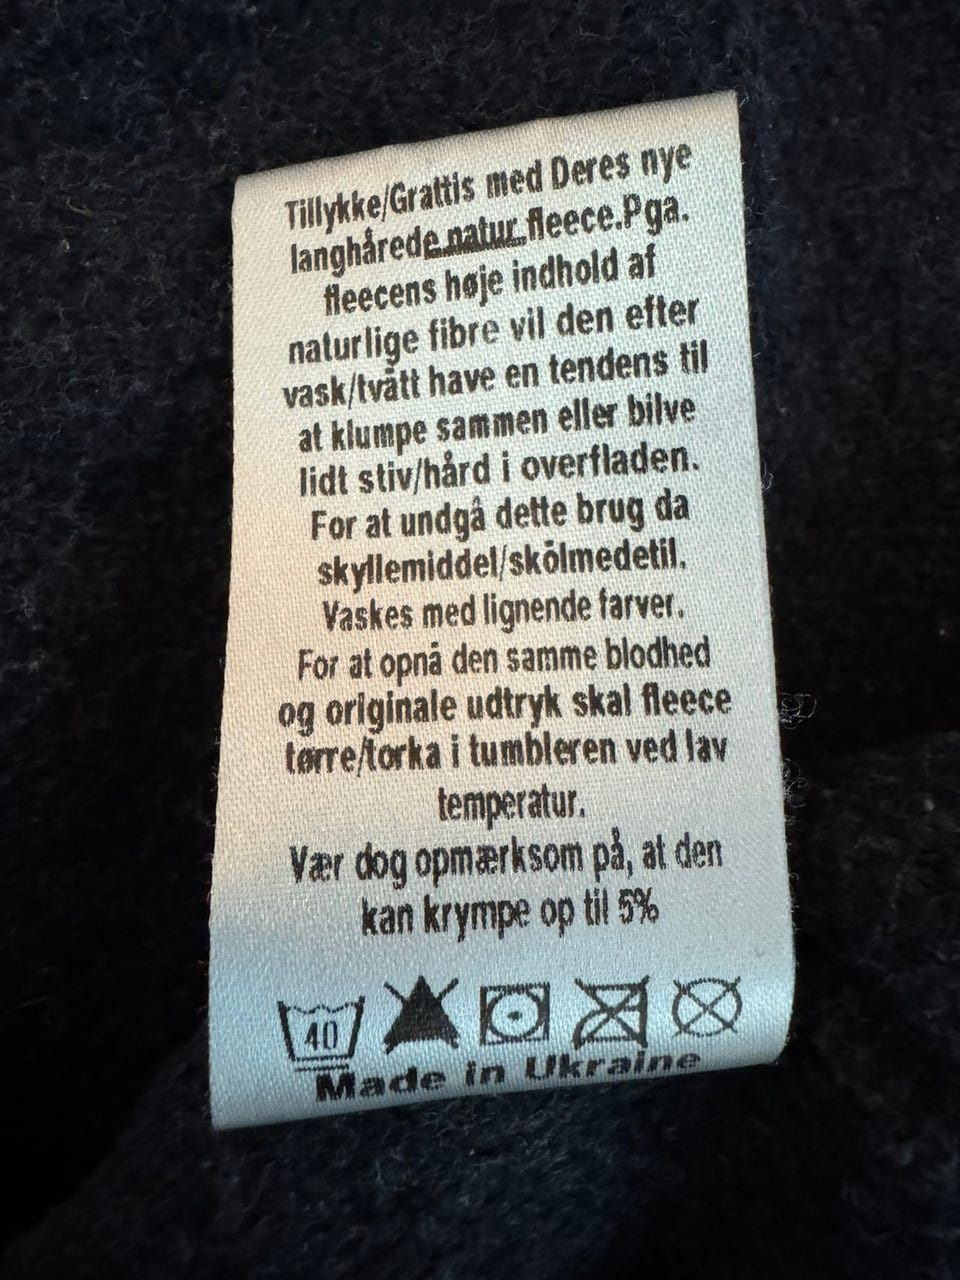 Tillykke/Grattis med Deres nye
langhårede natur fleece.Pga.
fleecens høje indhold af
naturlige fibre vil den efter
vask/tvätt have en tendens til
at klumpe sammen eller bilve
lidt stiv/hård i overfladen.
For at undgå dette brug da
skyllemiddel/skölmedetil.
Vaskes med lignende farver.
For at opnå den samme blodhed
og originale udtryk skal fleece
tørre/torka i tumbleren ved lav
temperatur.
Vær dog opmærksom på, at den
kan krympe op til 5%
40
Made in Ukraine